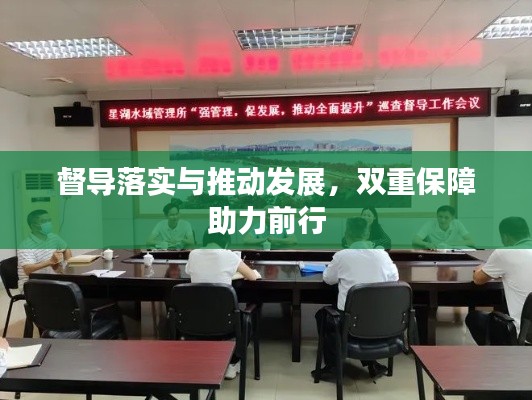 星湖水域管理所“强管理，促发展，推动全面提升”巡查督导工作会议
督导落实与推动发展，双重保障
助力前行